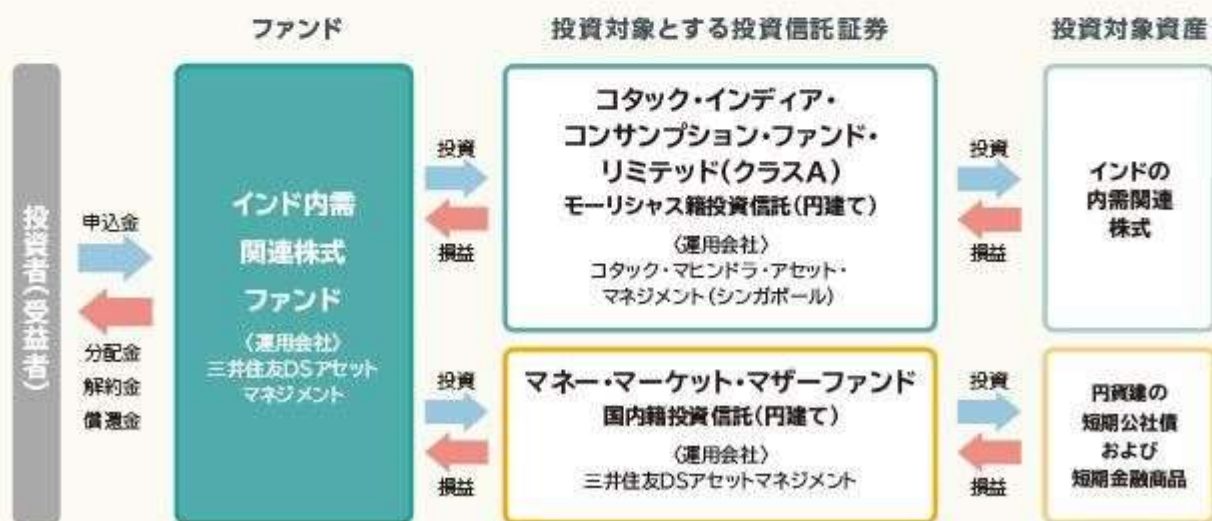 ファンド
投資対象とする投資信託証券
投資対象資産
投資者(受益者)
申込金
分配金
解約金
償還金
インド内需
関連株式
ファンド
〈運用会社〉
三井住友DSアセット
マネジメント
投資
損益
コタック・インディア・
コンサンプション・ファンド・
リミテッド(クラスA)
モーリシャス籍投資信託(円建て)
〈運用会社〉
コタック・マヒンドラ・アセット・
マネジメント(シンガポール)
投資
損益
インドの
内需関連
株式
投資
損益
マネー・マーケット・マザーファンド
国内籍投資信託(円建て)
〈運用会社〉
三井住友DSアセットマネジメント
投資
損益
円貨建の
短期公社債
および
短期金融商品